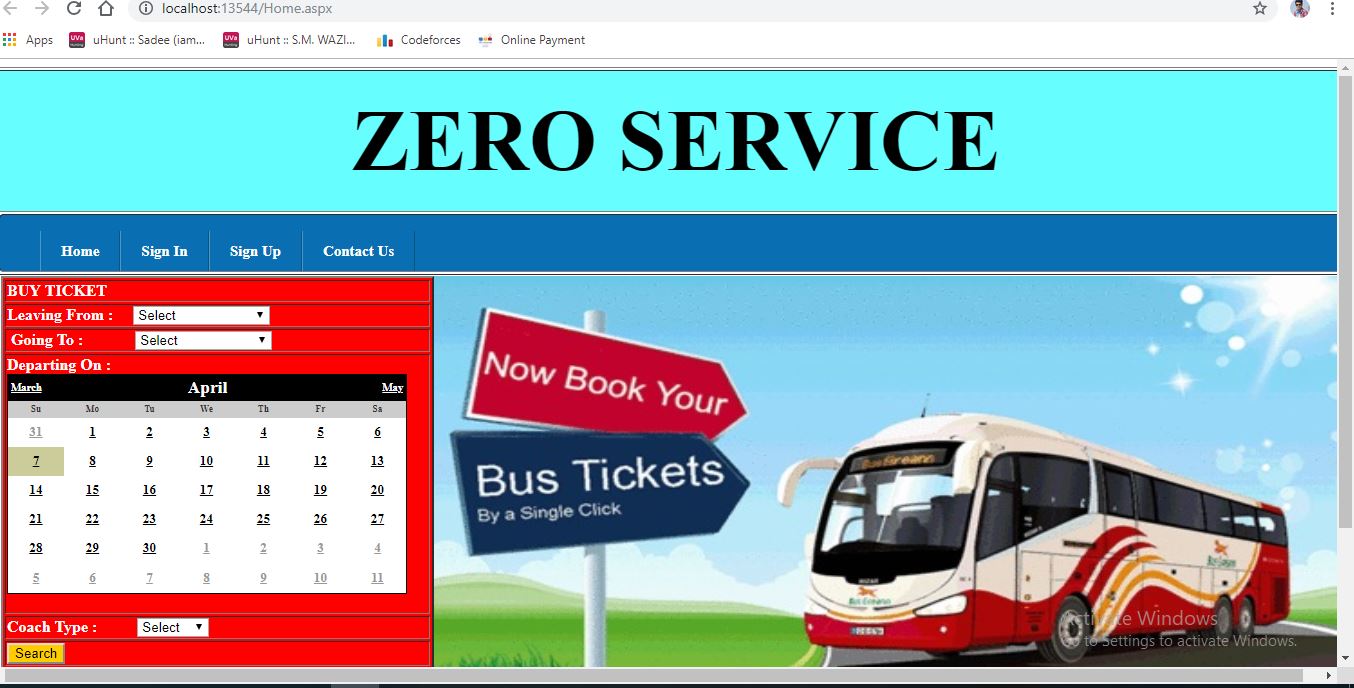 localhost:13544/Home.aspx
Apps uHunt :: Sadee (iam... uHunt :: S.M. WAZI... Codeforces Online Payment
ZERO SERVICE
Home Sign In Sign Up Contact Us
BUY TICKET
Leaving From : Select
Going To : Select
Departing On :
March April May
Su Mo Tu We Th Fr Sa
31 1 2 3 4 5 6
7 8 9 10 11 12 13
14 15 16 17 18 19 20
21 22 23 24 25 26 27
28 29 30 1 2 3 4
5 6 7 8 9 10 11
Coach Type : Select
Search
Now Book Your
Bus Tickets
By a Single Click
Bus Éireann
Bus Éireann
Activate Windows
Go to Settings to activate Windows.